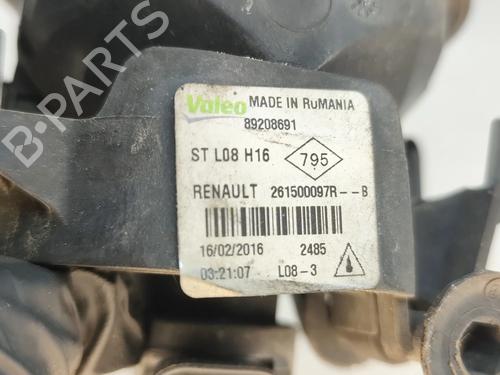 Valeo MADE IN RuMANIA
89208691
ST L08 H16 795
RENAULT 261500097R--B
16/02/2016 2485
03:21:07 L08-3